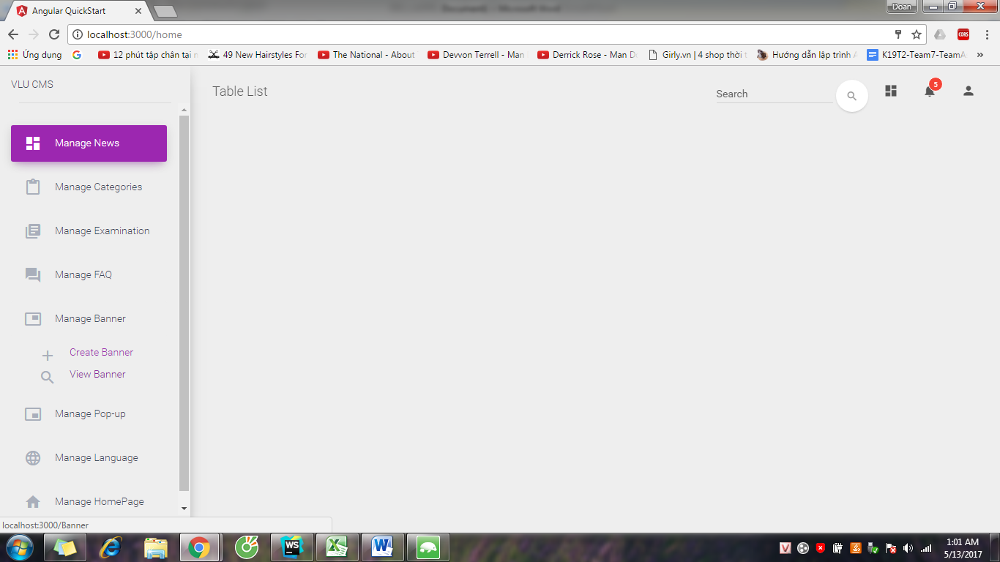 Angular QuickStart
Doan
localhost:3000/home
CORS
Ứng dụng
12 phút tập chân tại n
49 New Hairstyles For
The National - About
Devvon Terrell - Man
Derrick Rose - Man D
Girly.vn | 4 shop thời t
Hướng dẫn lập trình A
K19T2-Team7-TeamA
VLU CMS
Table List
Search
5
Manage News
Manage Categories
Manage Examination
Manage FAQ
Manage Banner
Create Banner
View Banner
Manage Pop-up
Manage Language
Manage HomePage
localhost:3000/Banner
WS
1:01 AM
5/13/2017